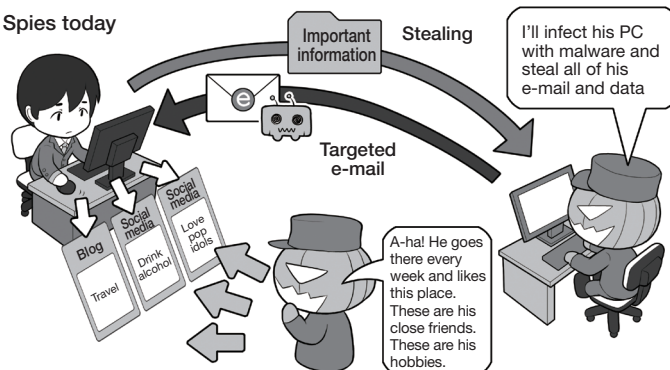 Spies today
Important
information
Stealing
I'll infect his PC
with malware and
steal all of his
e-mail and data
e
Targeted
e-mail
Blog
Travel
Social
media
Drink
alcohol
Social
media
Love
pop
idols
A-ha! He goes
there every
week and likes
this place.
These are his
close friends.
These are his
hobbies.